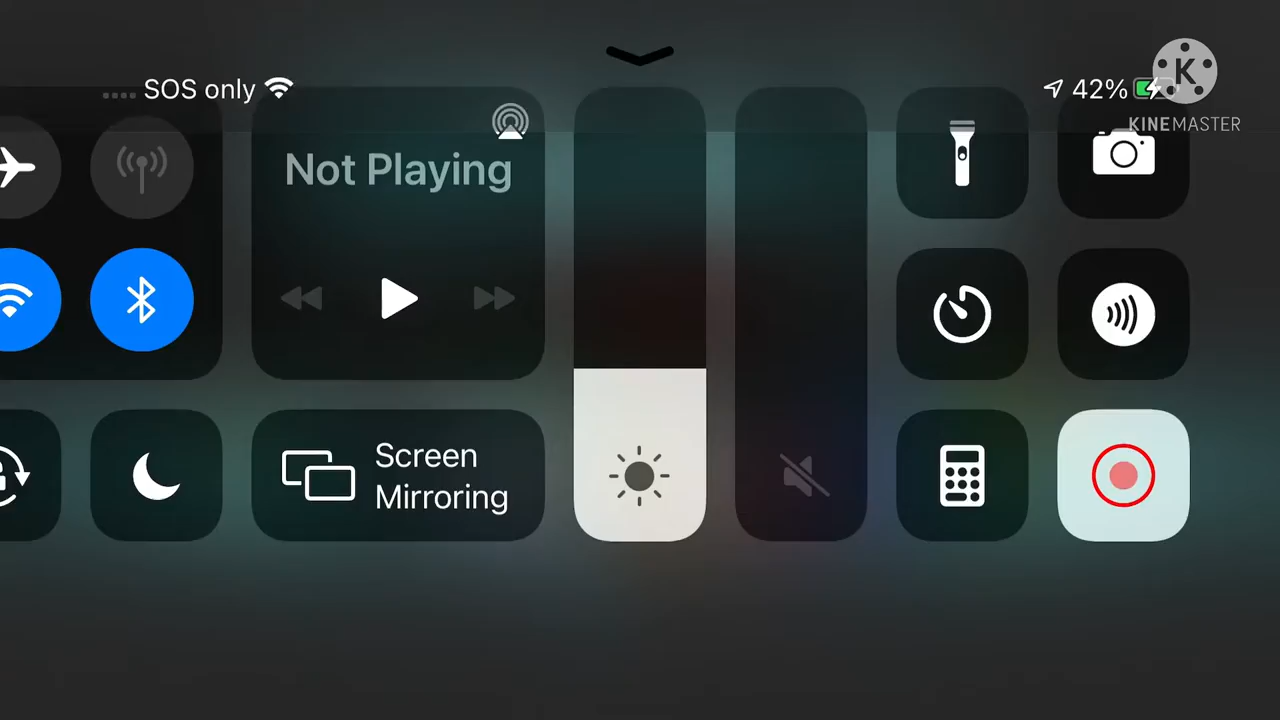 SOS only
42%
K
KINEMASTER
Not Playing
Screen
Mirroring